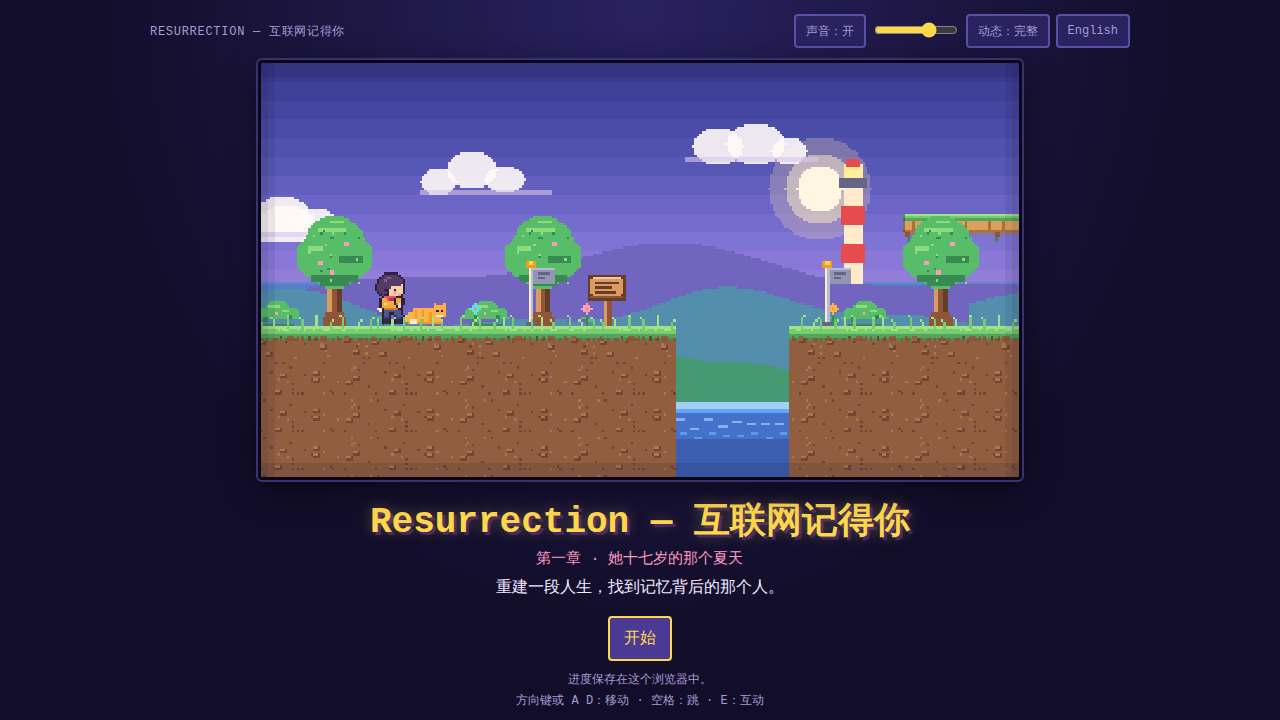 RESURRECTION — 互联网记得你
声音：开
动态：完整
English
Resurrection — 互联网记得你
第一章 · 她十七岁的那个夏天
重建一段人生，找到记忆背后的那个人。
开始
进度保存在这个浏览器中。
方向键或 A D：移动 · 空格：跳 · E：互动